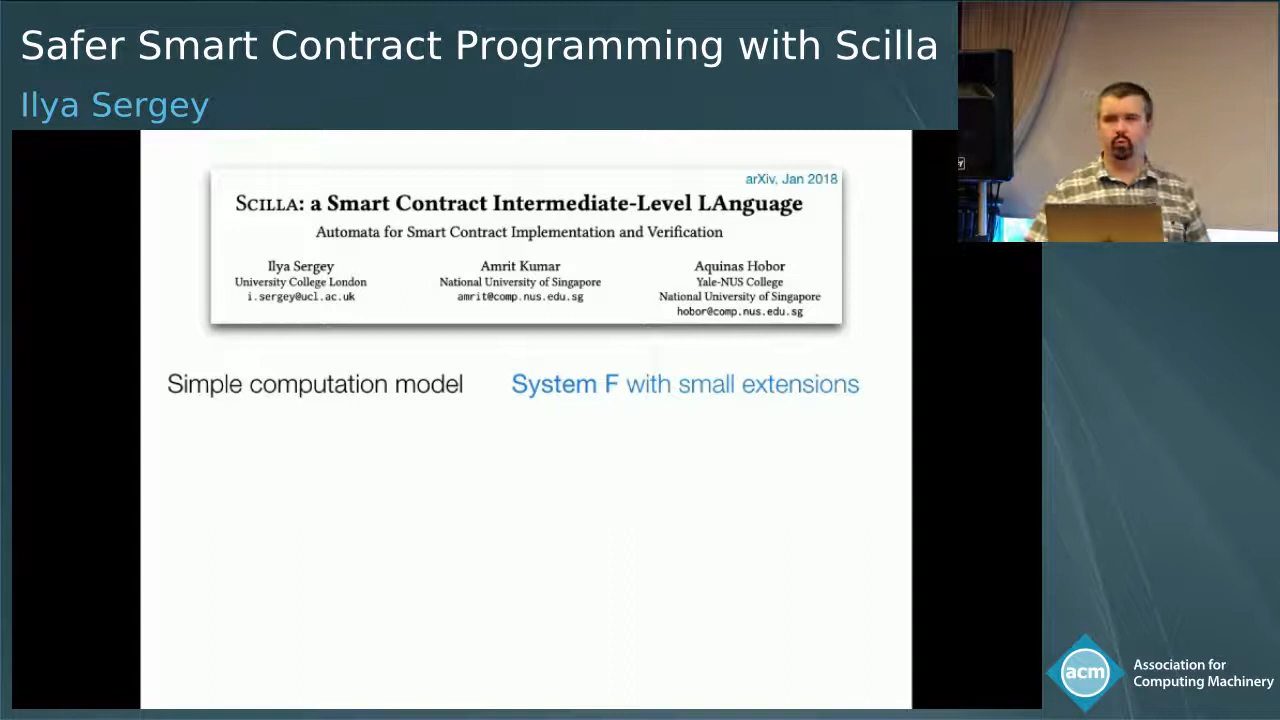 Safer Smart Contract Programming with Scilla
Ilya Sergey
arXiv, Jan 2018
SCILLA: a Smart Contract Intermediate-Level LAnguage
Automata for Smart Contract Implementation and Verification
Ilya Sergey
University College London
i.sergey@ucl.ac.uk
Amrit Kumar
National University of Singapore
amrit@comp.nus.edu.sg
Aquinas Hobor
Yale-NUS College
National University of Singapore
hobor@comp.nus.edu.sg
Simple computation model
System F with small extensions
acm
Association for
Computing Machinery